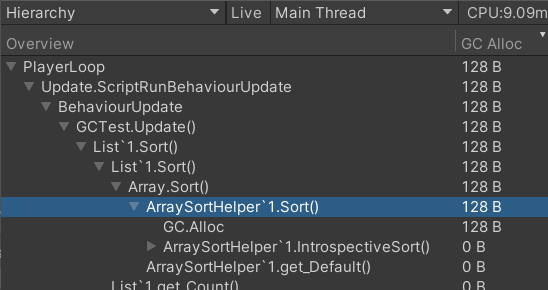 Hierarchy Live Main Thread CPU:9.09m
Overview GC Alloc
PlayerLoop 128 B
Update.ScriptRunBehaviourUpdate 128 B
BehaviourUpdate 128 B
GCTest.Update() 128 B
List`1.Sort() 128 B
List`1.Sort() 128 B
Array.Sort() 128 B
ArraySortHelper`1.Sort() 128 B
GC.Alloc 128 B
ArraySortHelper`1.IntrospectiveSort() 0 B
ArraySortHelper`1.get_Default() 0 B
List`1.get_Count() 0 B